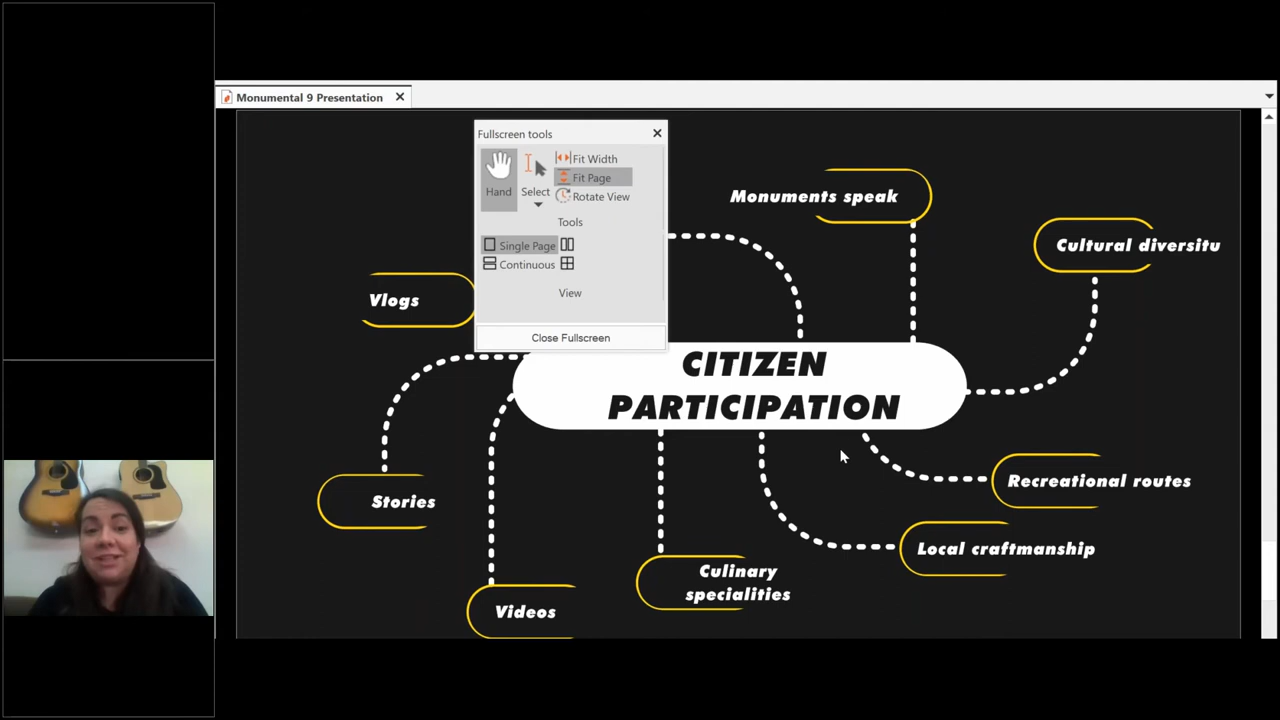 Monumental 9 Presentation
Fullscreen tools
Hand
Select
Fit Width
Fit Page
Rotate View
Tools
Single Page
Continuous
View
Close Fullscreen
Monuments speak
Cultural diversitu
Vlogs
CITIZEN
PARTICIPATION
Recreational routes
Stories
Local craftmanship
Culinary
specialities
Videos